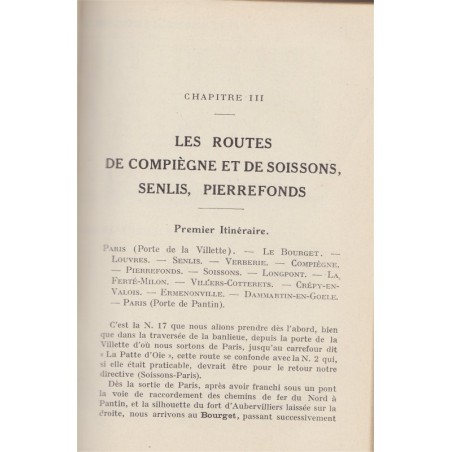 CHAPITRE III
LES ROUTES
DE COMPIÈGNE ET DE SOISSONS,
SENLIS, PIERREFONDS
Premier Itinéraire.
PARIS (Porte de la Villette). — LE BOURGET. —
LOUVRES. — SENLIS. — VERBERIE. — COMPIÈGNE.
— PIERREFONDS. — SOISSONS. — LONGPONT. — LA
FERTÉ-MILON. — VILLERS-COTTERETS. — CRÉPY-EN-
VALOIS. — ERMENONVILLE. — DAMMARTIN-EN-GOELE.
— PARIS (Porte de Pantin).
C'est la N. 17 que nous allons prendre dès l'abord, bien
que dans la traversée de la banlieue, depuis la porte de la
Villette d'où nous sortons de Paris, jusqu'au carrefour dit
« La Patte d'Oie », cette route se confonde avec la N. 2 qui,
si elle était praticable, devrait être pour le retour notre
directive (Soissons-Paris).
Dès la sortie de Paris, après avoir franchi sous un pont
la voie de raccordement des chemins de fer du Nord à
Pantin, et la silhouette du fort d'Aubervilliers laissée sur la
droite, nous arrivons au Bourget, passant successivement